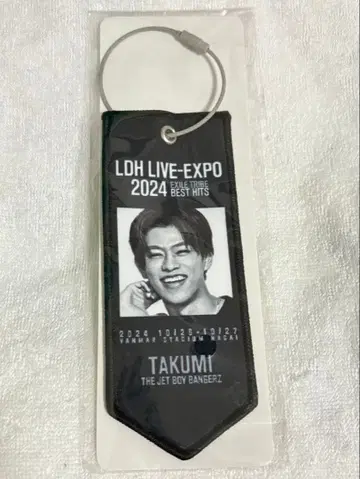 LDH LIVE-EXPO
2024 EXILE TRIBE
BEST HITS
2024 10/26-10/27
YANMAR STADIUM NAGAI
TAKUMI
THE JET BOY BANGERZ